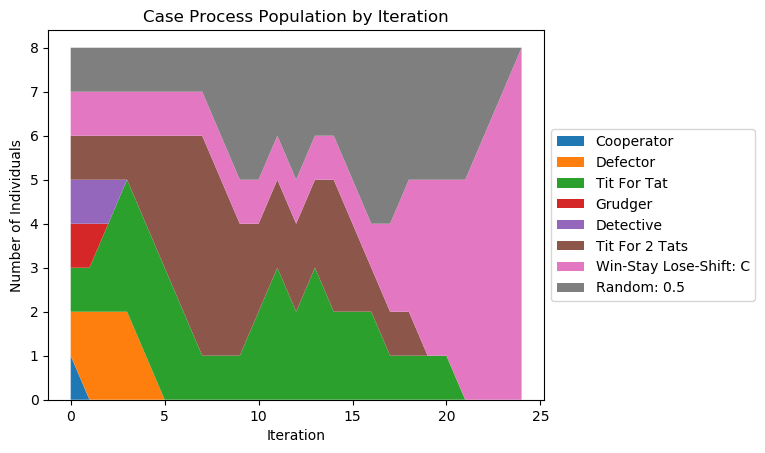 Case Process Population by Iteration
Number of Individuals
8
7
6
5
4
3
2
1
0
0 5 10 15 20 25
Iteration
Cooperator
Defector
Tit For Tat
Grudger
Detective
Tit For 2 Tats
Win-Stay Lose-Shift: C
Random: 0.5